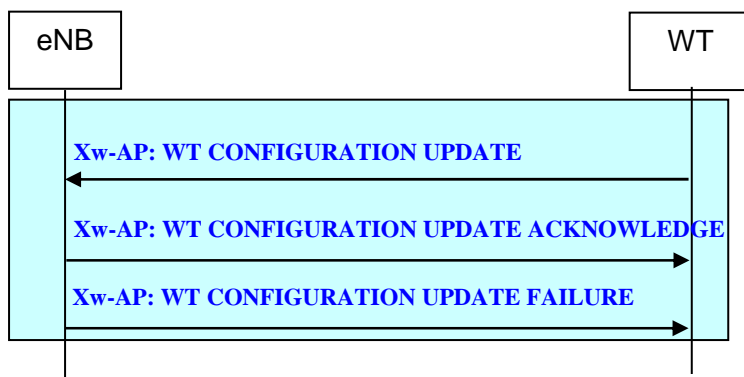 eNB
WT
Xw-AP: WT CONFIGURATION UPDATE
Xw-AP: WT CONFIGURATION UPDATE ACKNOWLEDGE
Xw-AP: WT CONFIGURATION UPDATE FAILURE